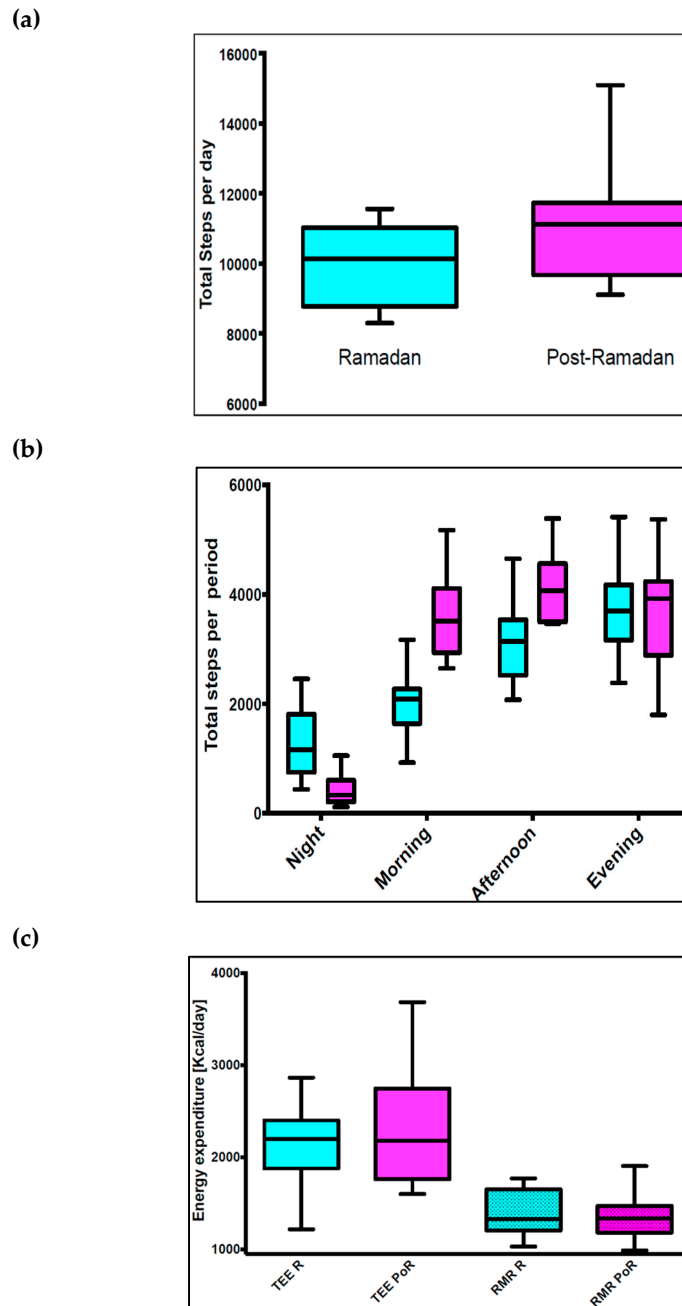 (a)
16000
14000
12000
10000
8000
6000
Total Steps per day
Ramadan Post-Ramadan
(b)
6000
4000
2000
0
Total steps per period
Night Morning Afternoon Evening
(c)
4000
3000
2000
1000
Energy expenditure [Kcal/day]
TEE R TEE PoR RMR R RMR PoR